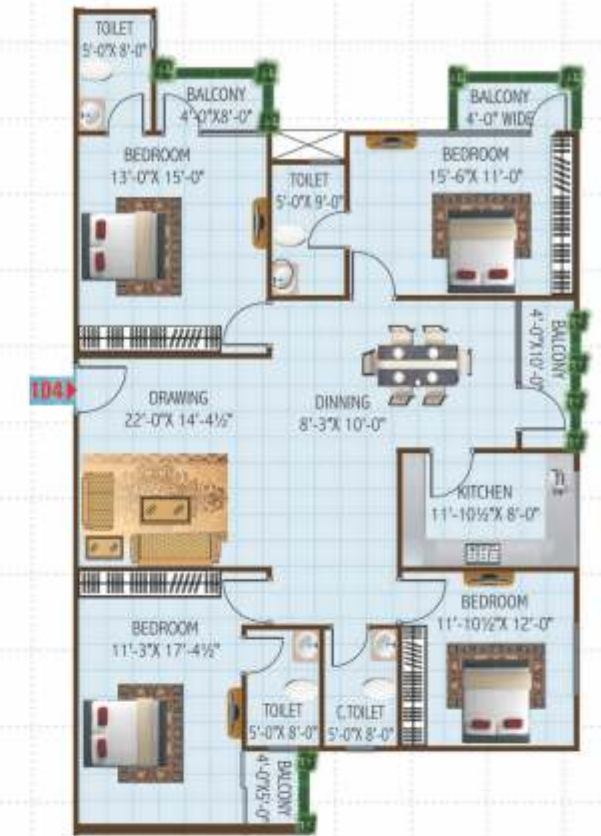 TOILET
5'-0"X 8'-0"
BALCONY
4'-0"X8'-0"
BALCONY
4'-0" WIDE
BEDROOM
13'-0"X 15'-0"
TOILET
5'-0"X 9'-0"
BEDROOM
15'-6"X 11'-0"
BALCONY
4'-0"X10'-0"
104
DRAWING
22'-0"X 14'-4½"
DINNING
8'-3"X 10'-0"
KITCHEN
11'-10½"X 8'-0"
BEDROOM
11'-3"X 17'-4½"
BEDROOM
11'-10½"X 12'-0"
TOILET
5'-0"X 8'-0"
C.TOILET
5'-0"X 8'-0"
BALCONY
4'-0"X5'-0"